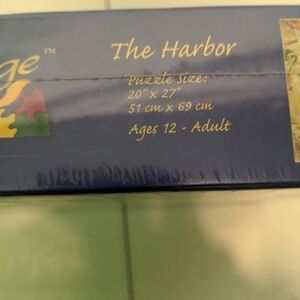 ge™
The Harbor
Puzzle Size:
20" x 27"
51 cm x 69 cm
Ages 12 - Adult